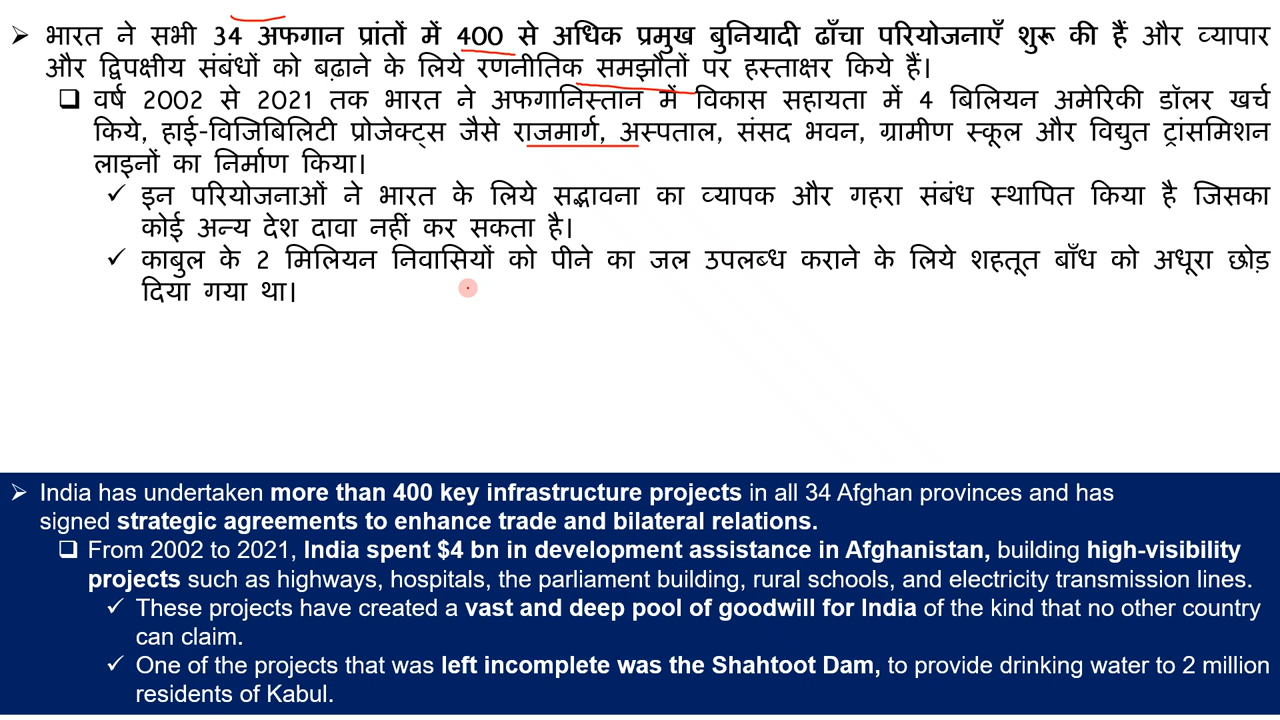 ➢ भारत ने सभी 34 अफगान प्रांतों में 400 से अधिक प्रमुख बुनियादी ढाँचा परियोजनाएँ शुरू की हैं और व्यापार
और द्विपक्षीय संबंधों को बढ़ाने के लिये रणनीतिक समझौतों पर हस्ताक्षर किये हैं।
❑ वर्ष 2002 से 2021 तक भारत ने अफगानिस्तान में विकास सहायता में 4 बिलियन अमेरिकी डॉलर खर्च
किये, हाई-विजिबिलिटी प्रोजेक्ट्स जैसे राजमार्ग, अस्पताल, संसद भवन, ग्रामीण स्कूल और विद्युत ट्रांसमिशन
लाइनों का निर्माण किया।
✓ इन परियोजनाओं ने भारत के लिये सद्भावना का व्यापक और गहरा संबंध स्थापित किया है जिसका
कोई अन्य देश दावा नहीं कर सकता है।
✓ काबुल के 2 मिलियन निवासियों को पीने का जल उपलब्ध कराने के लिये शहतूत बाँध को अधूरा छोड़
दिया गया था।
➢ India has undertaken more than 400 key infrastructure projects in all 34 Afghan provinces and has
signed strategic agreements to enhance trade and bilateral relations.
❑ From 2002 to 2021, India spent $4 bn in development assistance in Afghanistan, building high-visibility
projects such as highways, hospitals, the parliament building, rural schools, and electricity transmission lines.
✓ These projects have created a vast and deep pool of goodwill for India of the kind that no other country
can claim.
✓ One of the projects that was left incomplete was the Shahtoot Dam, to provide drinking water to 2 million
residents of Kabul.